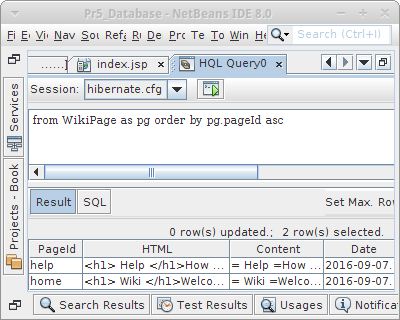 Pr5_Database - NetBeans IDE 8.0
Fi Ec Vi Nav So Refa R D Pro Te To Wi He
Search (Ctrl+I)
......] index.jsp × HQL Query0 ×
Session: hibernate.cfg
from WikiPage as pg order by pg.pageId asc
Services
Projects - Book
Result SQL Set Max. Row
0 row(s) updated.; 2 row(s) selected.
PageId HTML Content Date
help <h1> Help </h1>How ... = Help =How ... 2016-09-07.
home <h1> Wiki </h1>Welco... = Wiki =Welco... 2016-09-07.
Search Results Test Results Usages Notifica